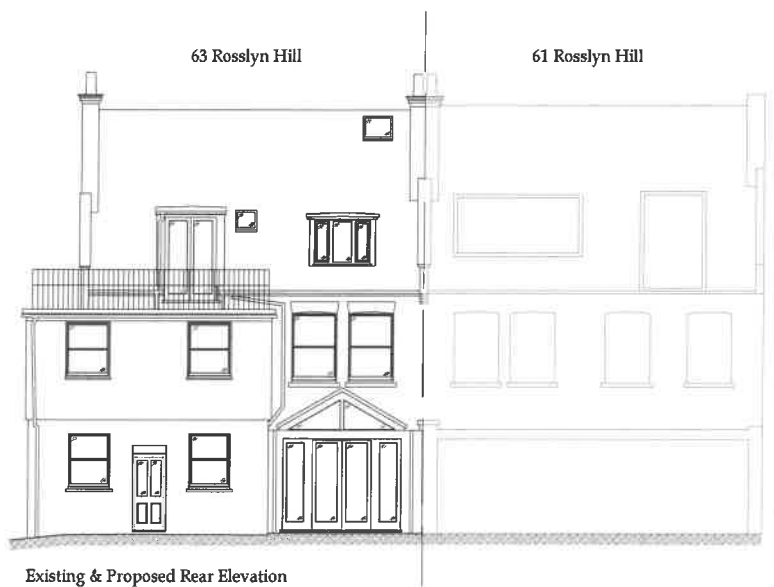 63 Rosslyn Hill
61 Rosslyn Hill
Existing & Proposed Rear Elevation